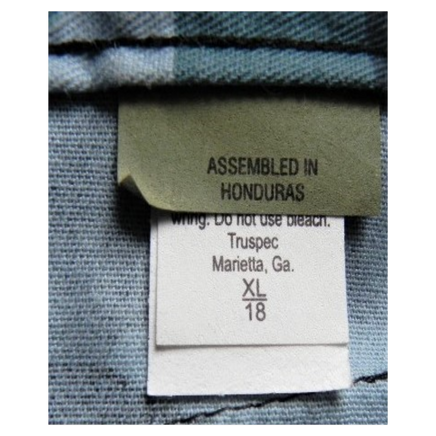 ASSEMBLED IN
HONDURAS
wring. Do not use bleach.
Truspec
Marietta, Ga.
XL
18